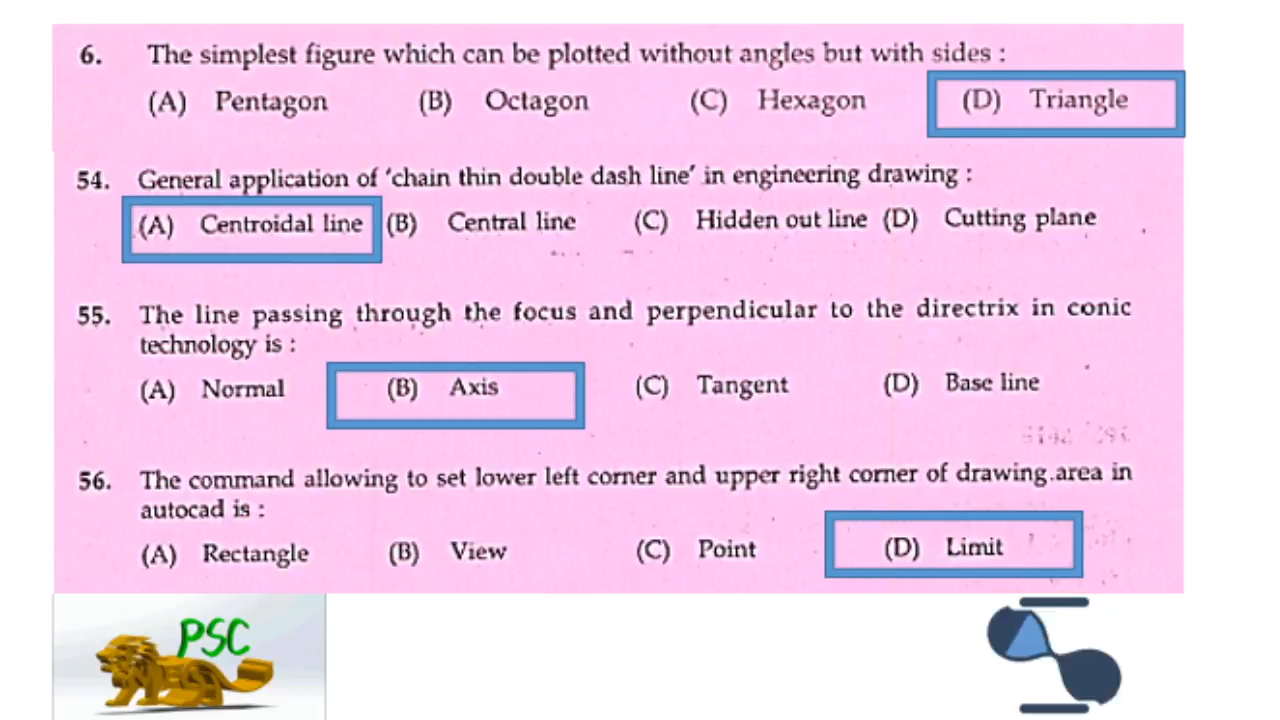 6. The simplest figure which can be plotted without angles but with sides :
(A) Pentagon (B) Octagon (C) Hexagon (D) Triangle
54. General application of 'chain thin double dash line' in engineering drawing :
(A) Centroidal line (B) Central line (C) Hidden out line (D) Cutting plane
55. The line passing through the focus and perpendicular to the directrix in conic
technology is :
(A) Normal (B) Axis (C) Tangent (D) Base line
56. The command allowing to set lower left corner and upper right corner of drawing area in
autocad is :
(A) Rectangle (B) View (C) Point (D) Limit
PSC